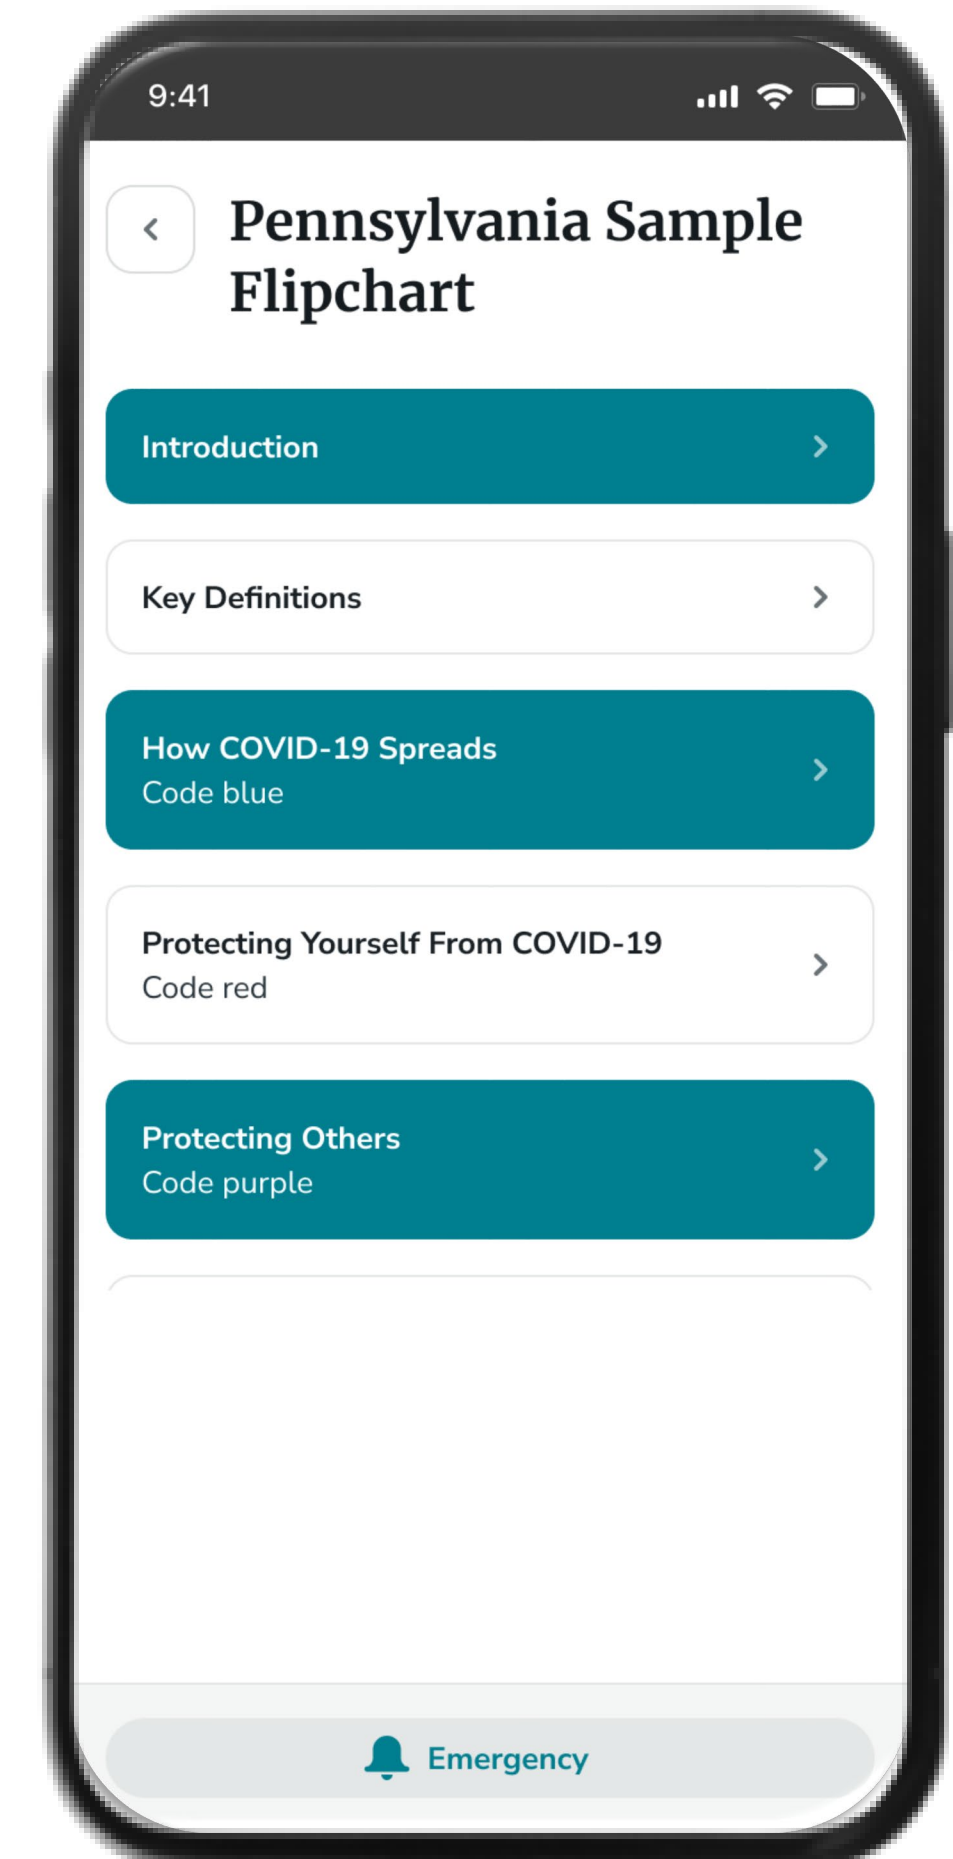 9:41
Pennsylvania Sample
Flipchart
Introduction
Key Definitions
How COVID-19 Spreads
Code blue
Protecting Yourself From COVID-19
Code red
Protecting Others
Code purple
Emergency